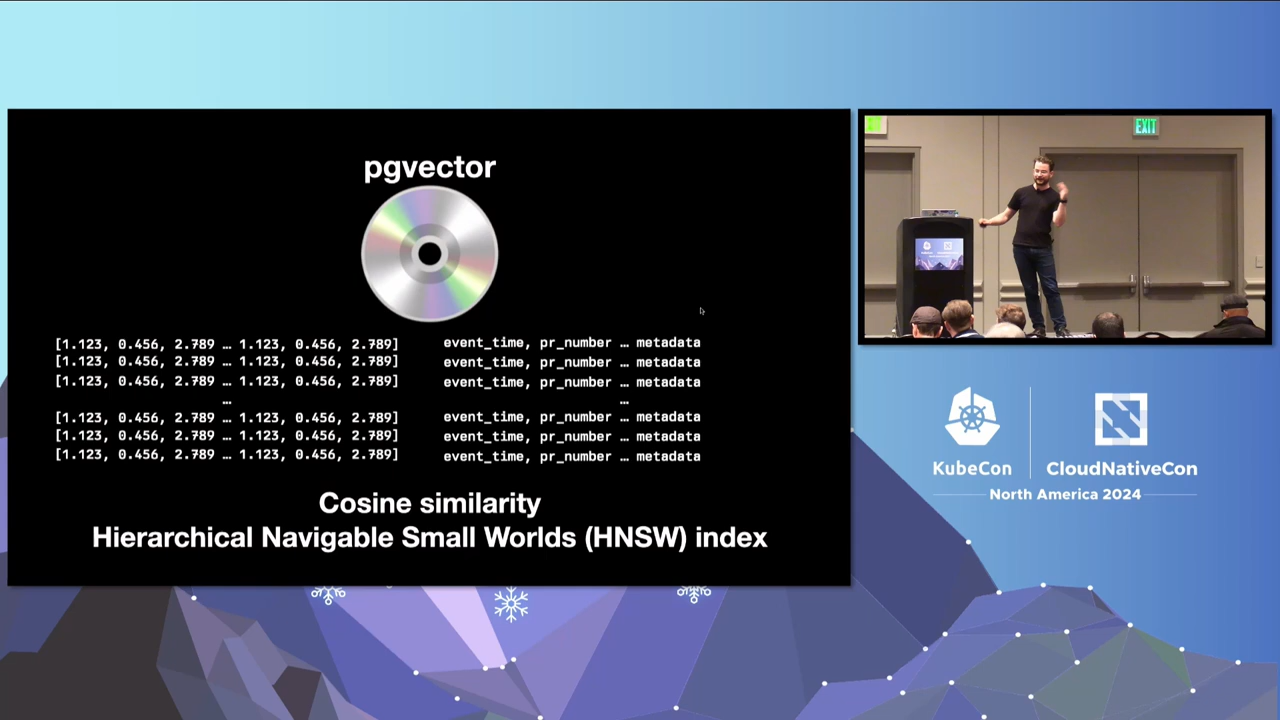 pgvector
[1.123, 0.456, 2.789 … 1.123, 0.456, 2.789] event_time, pr_number … metadata
[1.123, 0.456, 2.789 … 1.123, 0.456, 2.789] event_time, pr_number … metadata
[1.123, 0.456, 2.789 … 1.123, 0.456, 2.789] event_time, pr_number … metadata
… …
[1.123, 0.456, 2.789 … 1.123, 0.456, 2.789] event_time, pr_number … metadata
[1.123, 0.456, 2.789 … 1.123, 0.456, 2.789] event_time, pr_number … metadata
[1.123, 0.456, 2.789 … 1.123, 0.456, 2.789] event_time, pr_number … metadata
Cosine similarity
Hierarchical Navigable Small Worlds (HNSW) index
EXIT
KubeCon CloudNativeCon
North America 2024